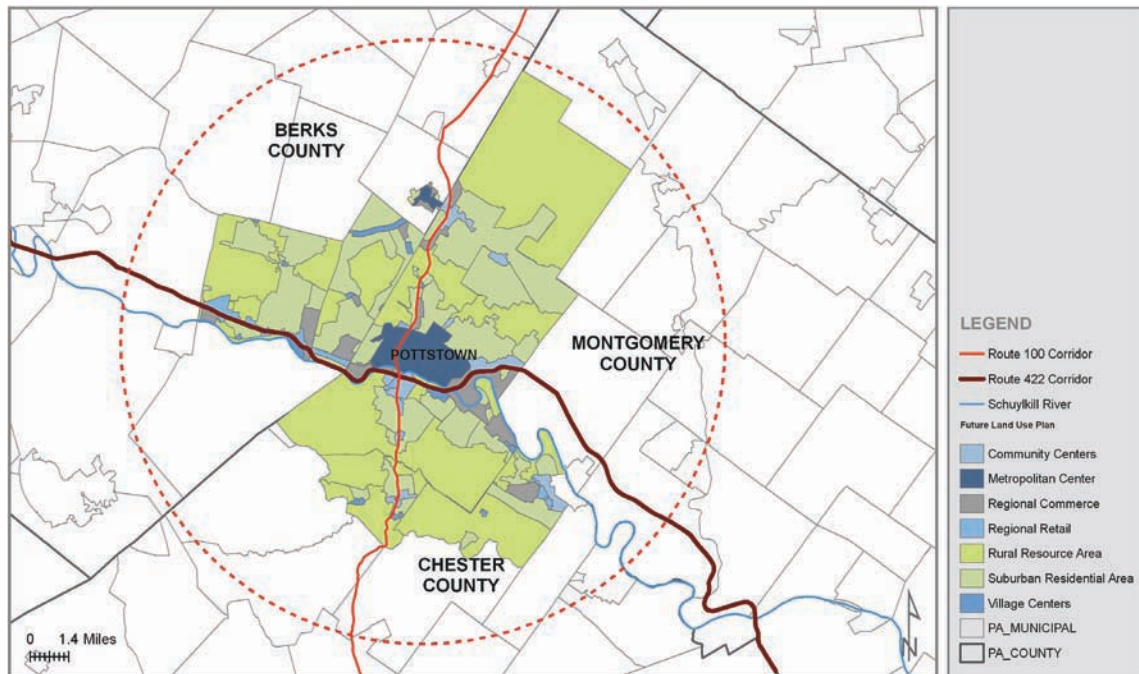 BERKS
COUNTY
POTTSTOWN
MONTGOMERY
COUNTY
CHESTER
COUNTY
0 1.4 Miles
N
LEGEND
Route 100 Corridor
Route 422 Corridor
Schuylkill River
Future Land Use Plan
Community Centers
Metropolitan Center
Regional Commerce
Regional Retail
Rural Resource Area
Suburban Residential Area
Village Centers
PA_MUNICIPAL
PA_COUNTY